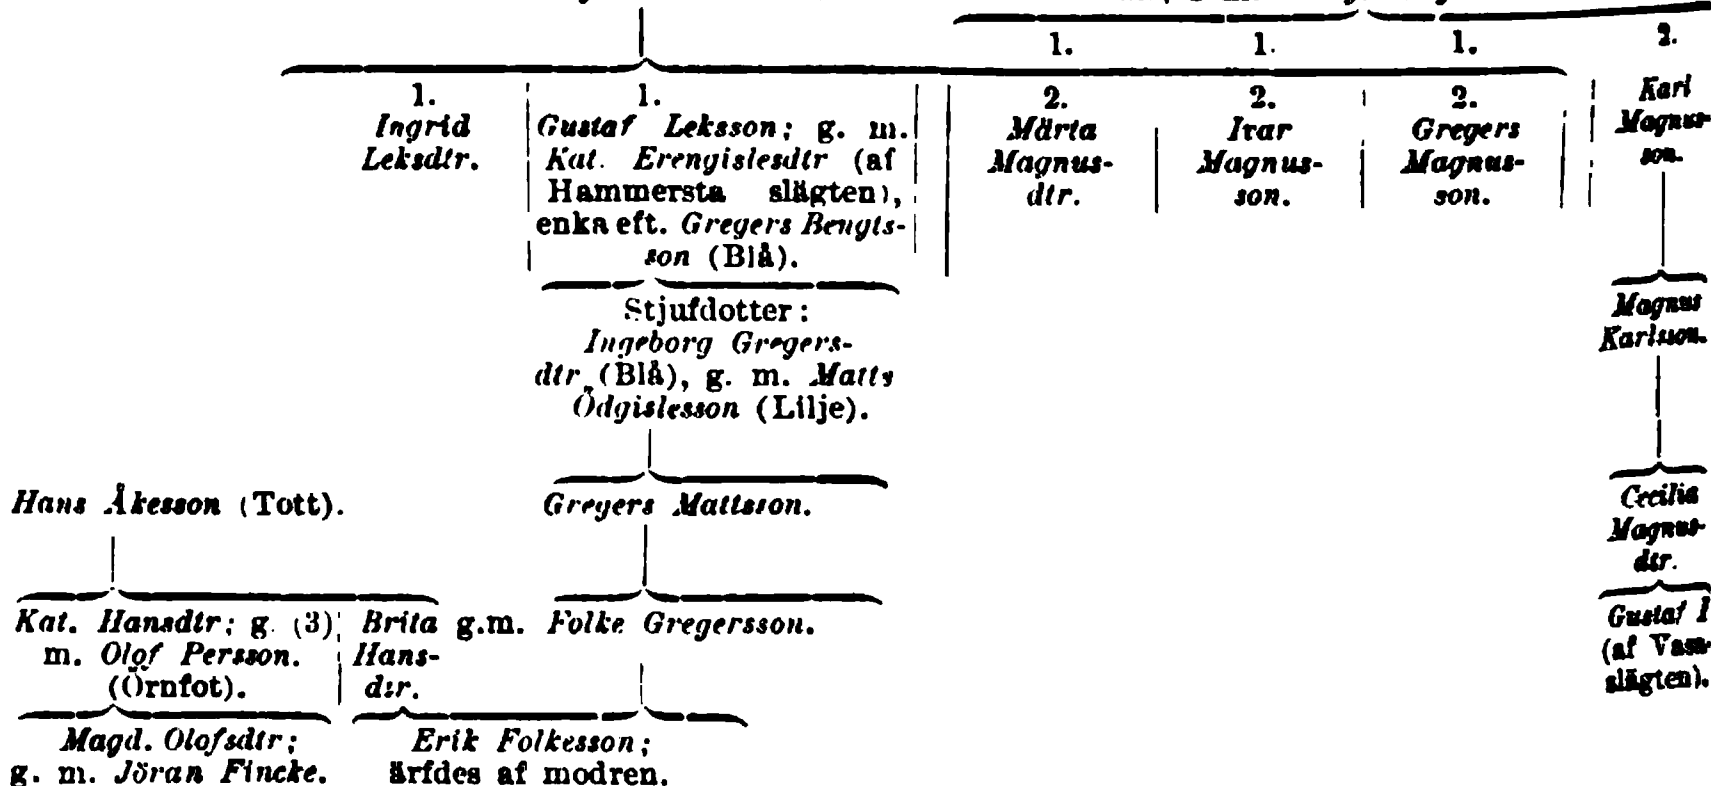 1. 1. 1. 2.
1. 1. 2. 2. 2.
Ingrid
Leksdtr.
Gustaf Leksson; g. m.
Kat. Erengislesdtr (af
Hammersta slägten),
enka eft. Gregers Bengts-
son (Blå).
Märta
Magnus-
dtr.
Ivar
Magnus-
son.
Gregers
Magnus-
son.
Karl
Magnus-
son.
Stjufdotter:
Ingeborg Gregers-
dtr (Blå), g. m. Matts
Ödgislesson (Lilje).
Magnus
Karlsson.
Hans Åkesson (Tott).
Gregers Mattsson.
Cecilia
Magnus-
dtr.
Kat. Hansdtr; g. (3)
m. Olof Persson.
(Örnfot).
Brita g.m.
Hans-
dtr.
Folke Gregersson.
Gustaf I
(af Vasa-
slägten).
Magd. Olofsdtr;
g. m. Jöran Fincke.
Erik Folkesson;
ärfdes af modren.